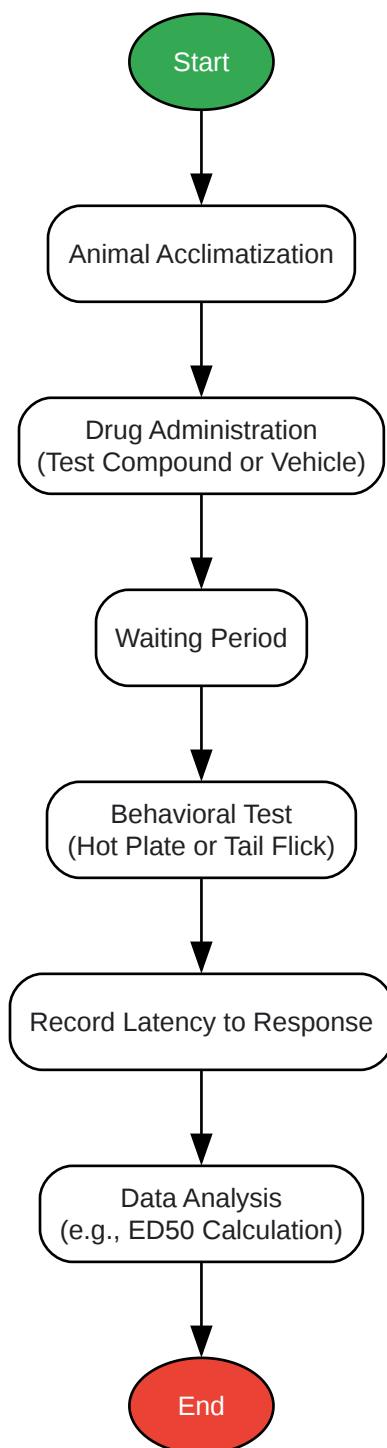 Start
Animal Acclimatization
Drug Administration
(Test Compound or Vehicle)
Waiting Period
Behavioral Test
(Hot Plate or Tail Flick)
Record Latency to Response
Data Analysis
(e.g., ED50 Calculation)
End